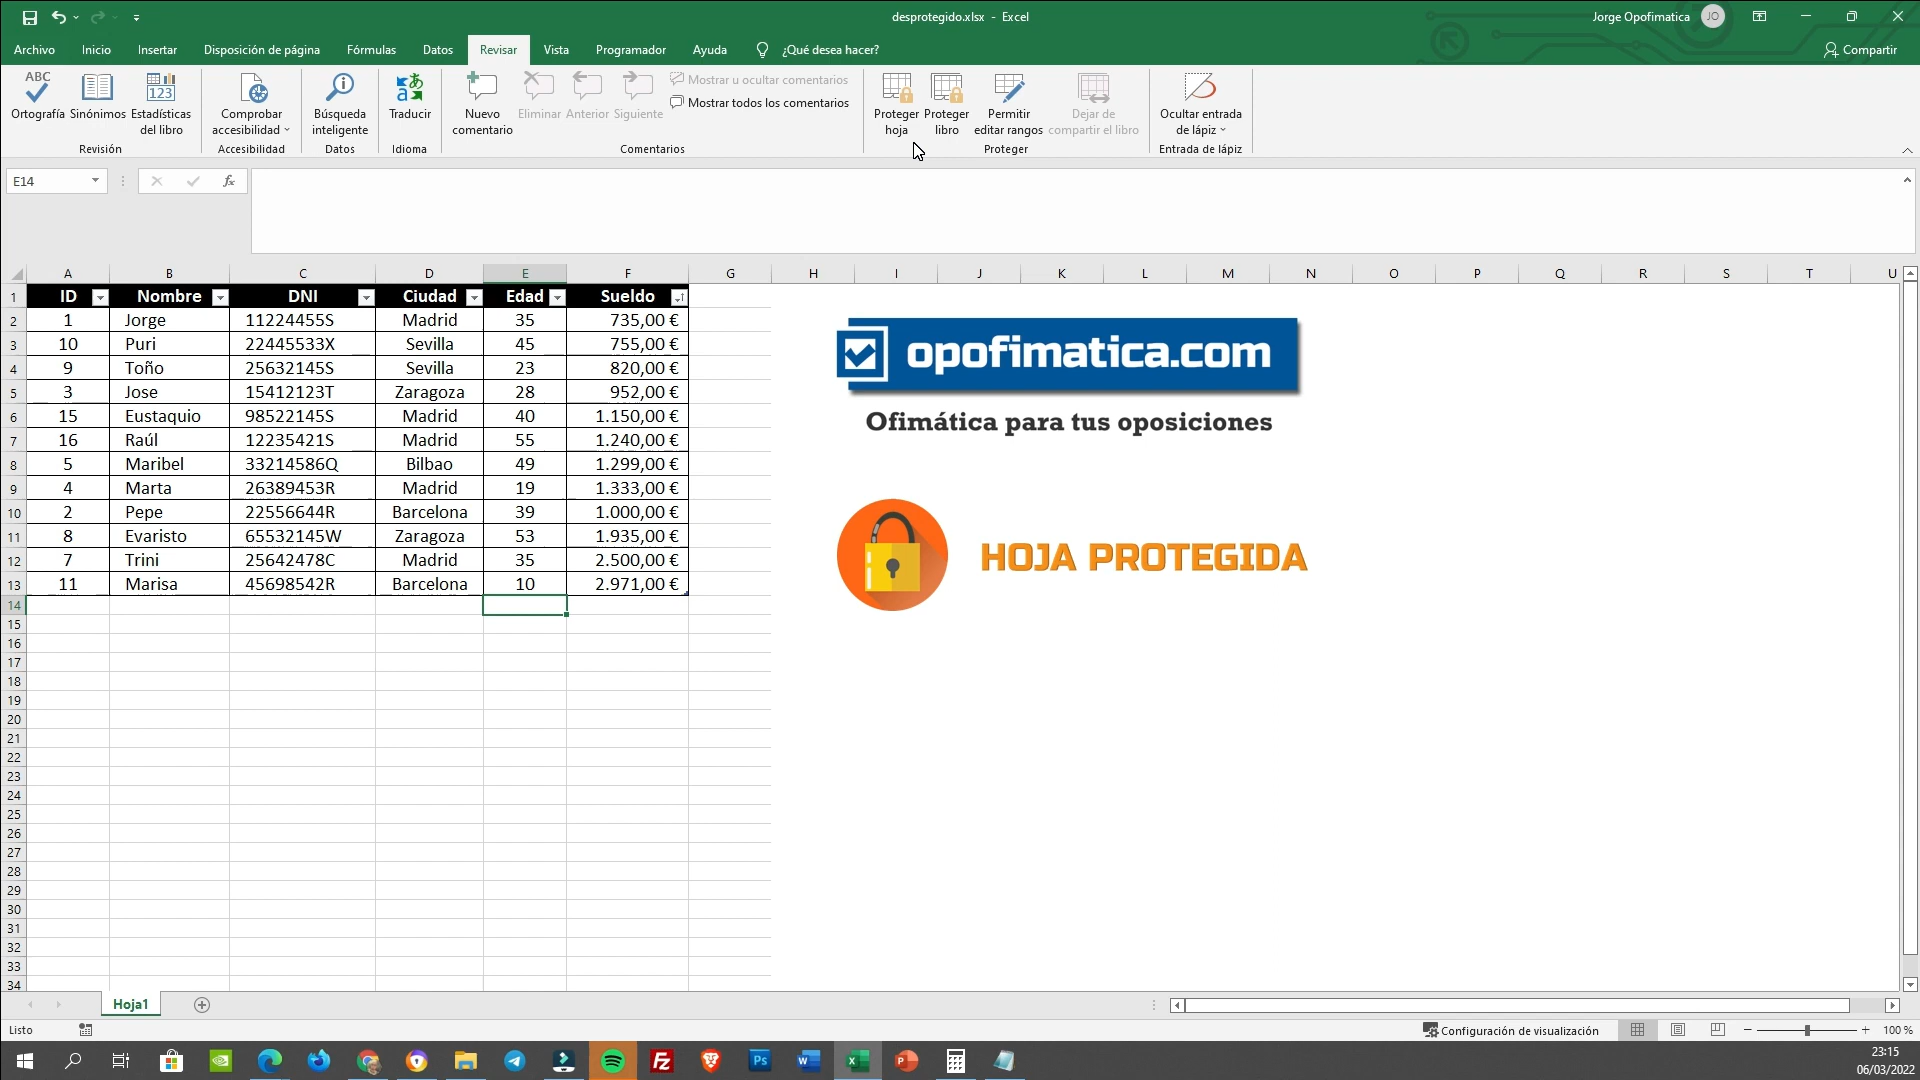 desprotegido.xlsx - Excel
Jorge Opofimatica JO
Archivo Inicio Insertar Disposición de página Fórmulas Datos Revisar Vista Programador Ayuda ¿Qué desea hacer? Compartir
ABC
Ortografía
Sinónimos
123
Estadísticas
del libro
Comprobar
accesibilidad
Búsqueda
inteligente
Traducir
Nuevo
comentario
Eliminar
Anterior
Siguiente
Mostrar u ocultar comentarios
Mostrar todos los comentarios
Proteger
hoja
Proteger
libro
Permitir
editar rangos
Dejar de
compartir el libro
Ocultar entrada
de lápiz
Revisión Accesibilidad Datos Idioma Comentarios Proteger Entrada de lápiz
E14 fx
A B C D E F G H I J K L M N O P Q R S T U
1 ID Nombre DNI Ciudad Edad Sueldo
2 1 Jorge 11224455S Madrid 35 735,00 €
3 10 Puri 22445533X Sevilla 45 755,00 €
4 9 Toño 25632145S Sevilla 23 820,00 €
5 3 Jose 15412123T Zaragoza 28 952,00 €
6 15 Eustaquio 98522145S Madrid 40 1.150,00 €
7 16 Raúl 12235421S Madrid 55 1.240,00 €
8 5 Maribel 33214586Q Bilbao 49 1.299,00 €
9 4 Marta 26389453R Madrid 19 1.333,00 €
10 2 Pepe 22556644R Barcelona 39 1.000,00 €
11 8 Evaristo 65532145W Zaragoza 53 1.935,00 €
12 7 Trini 25642478C Madrid 35 2.500,00 €
13 11 Marisa 45698542R Barcelona 10 2.971,00 €
14
15
16
17
18
19
20
21
22
23
24
25
26
27
28
29
30
31
32
33
34
opofimatica.com
Ofimática para tus oposiciones
HOJA PROTEGIDA
Hoja1
Listo
Configuración de visualización
100 %
Fz
Ps
W
X
P
23:15
06/03/2022